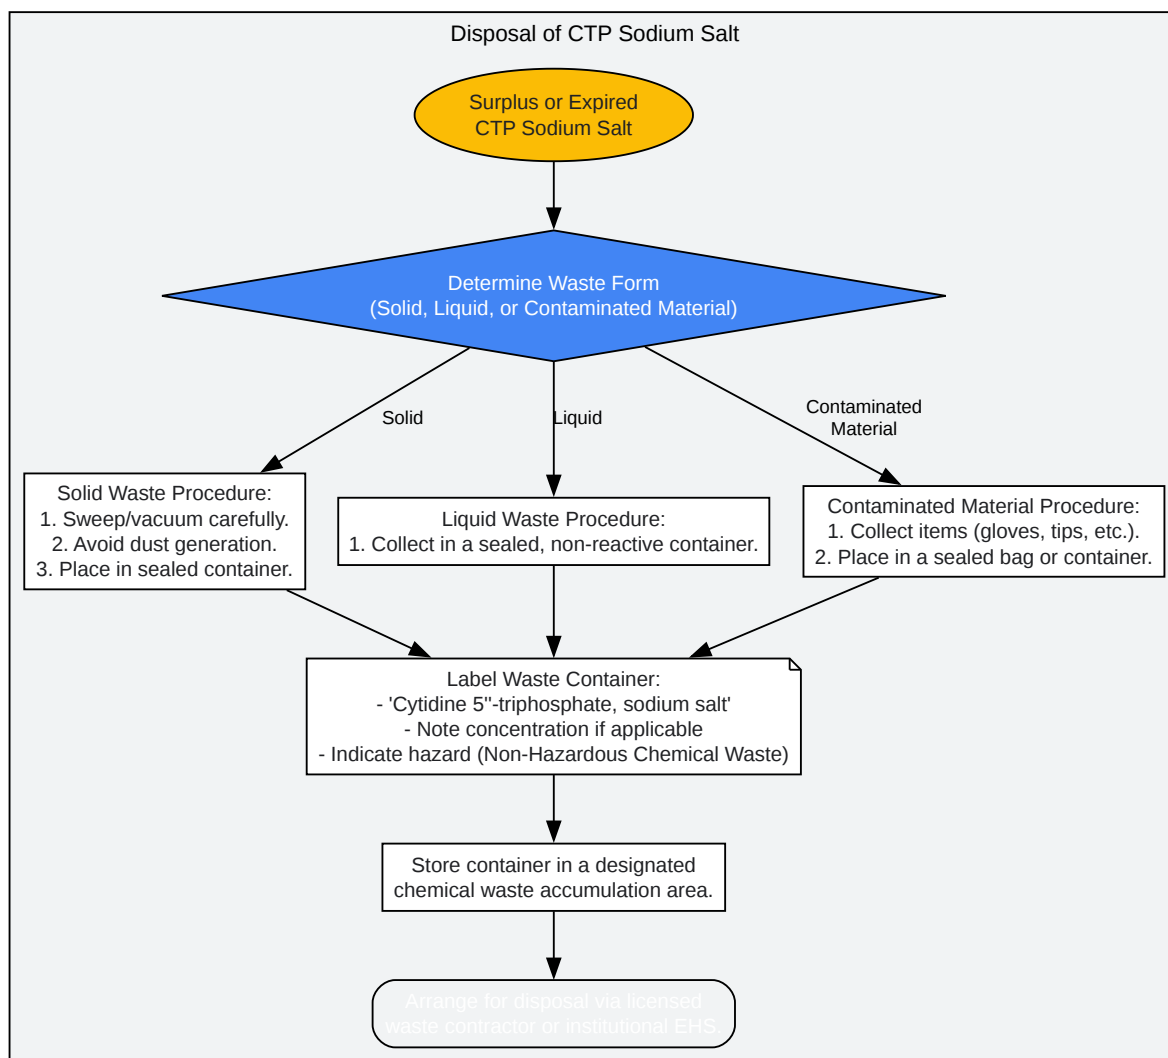 Disposal of CTP Sodium Salt
Surplus or Expired
CTP Sodium Salt
Determine Waste Form
(Solid, Liquid, or Contaminated Material)
Solid
Liquid
Contaminated
Material
Solid Waste Procedure:
1. Sweep/vacuum carefully.
2. Avoid dust generation.
3. Place in sealed container.
Liquid Waste Procedure:
1. Collect in a sealed, non-reactive container.
Contaminated Material Procedure:
1. Collect items (gloves, tips, etc.).
2. Place in a sealed bag or container.
Label Waste Container:
- 'Cytidine 5''-triphosphate, sodium salt'
- Note concentration if applicable
- Indicate hazard (Non-Hazardous Chemical Waste)
Store container in a designated
chemical waste accumulation area.
Arrange for disposal via licensed
waste contractor or institutional EHS.